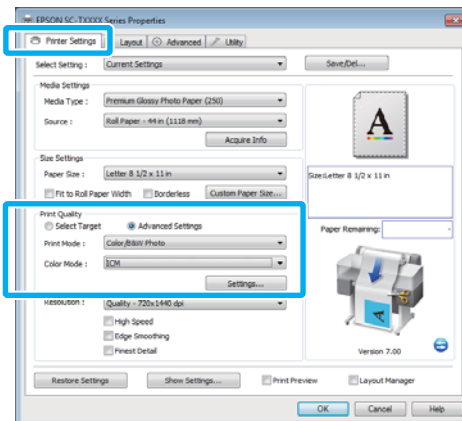 EPSON SC-TXXXX Series Properties
Printer Settings Layout Advanced Utility
Select Setting : Current Settings Save/Del...
Media Settings
Media Type : Premium Glossy Photo Paper (250)
Source : Roll Paper - 44 in (1118 mm)
Acquire Info
Size Settings
Paper Size : Letter 8 1/2 x 11 in
Fit to Roll Paper Width Borderless Custom Paper Size...
A
Size:Letter 8 1/2 x 11 in
Print Quality
Select Target Advanced Settings
Print Mode : Color/B&W Photo
Color Mode : ICM
Settings...
Paper Remaining: -
Resolution : Quality - 720x1440 dpi
High Speed
Edge Smoothing
Finest Detail
Version 7.00
Restore Settings Show Settings... Print Preview Layout Manager
OK Cancel Help